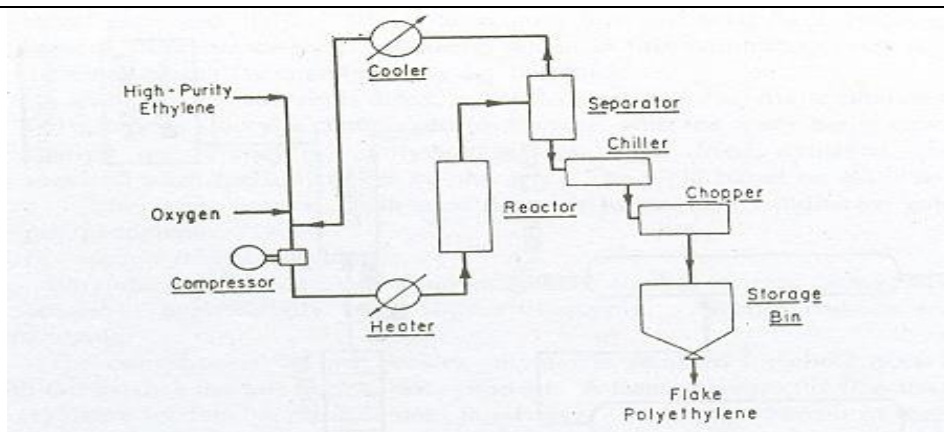 Cooler
High-Purity
Ethylene
Separator
Chiller
Oxygen
Reactor
Chopper
Compressor
Heater
Storage
Bin
Flake
Polyethylene